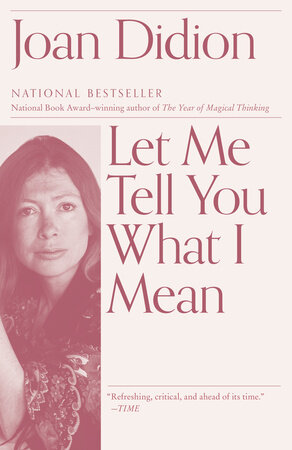 Joan Didion
NATIONAL BESTSELLER
National Book Award–winning author of The Year of Magical Thinking
Let Me
Tell You
What I
Mean
“Refreshing, critical, and ahead of its time.”
—TIME